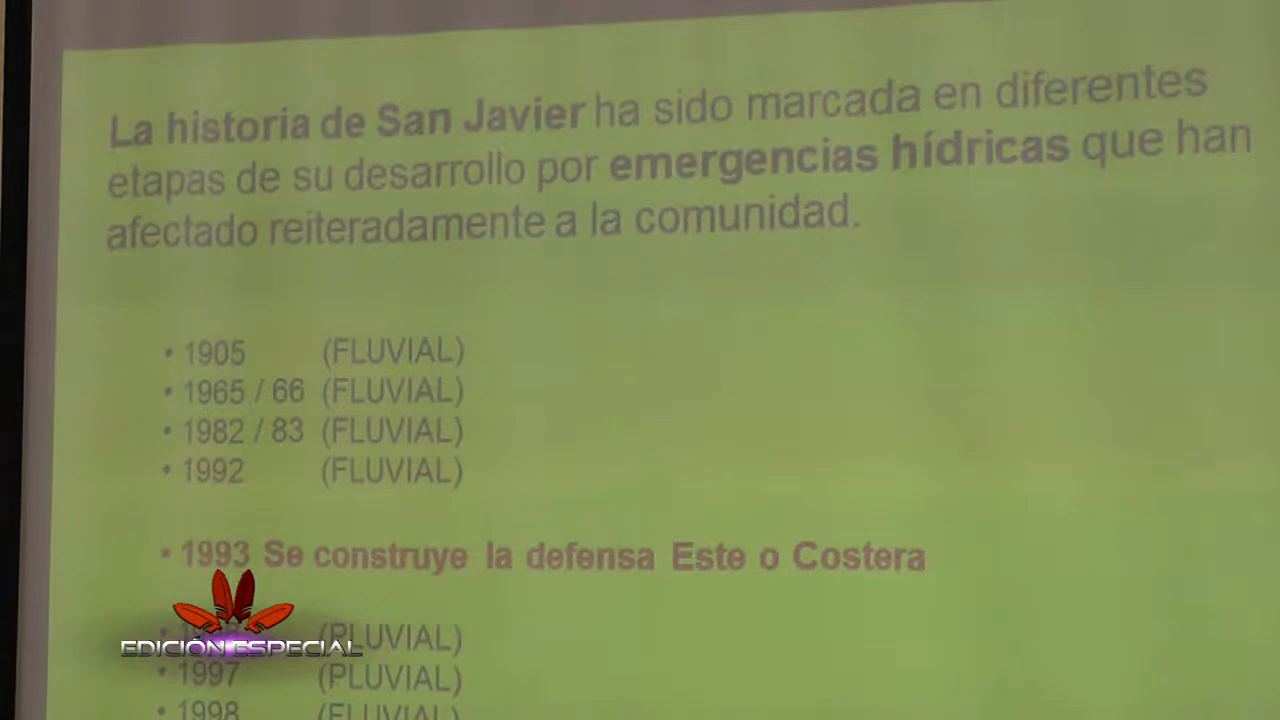 La historia de San Javier ha sido marcada en diferentes
etapas de su desarrollo por emergencias hídricas que han
afectado reiteradamente a la comunidad.
• 1905 (FLUVIAL)
• 1965 / 66 (FLUVIAL)
• 1982 / 83 (FLUVIAL)
• 1992 (FLUVIAL)
• 1993 Se construye la defensa Este o Costera
(PLUVIAL)
EDICIÓN ESPECIAL
• 1997 (PLUVIAL)
• 1998 (FLUVIAL)